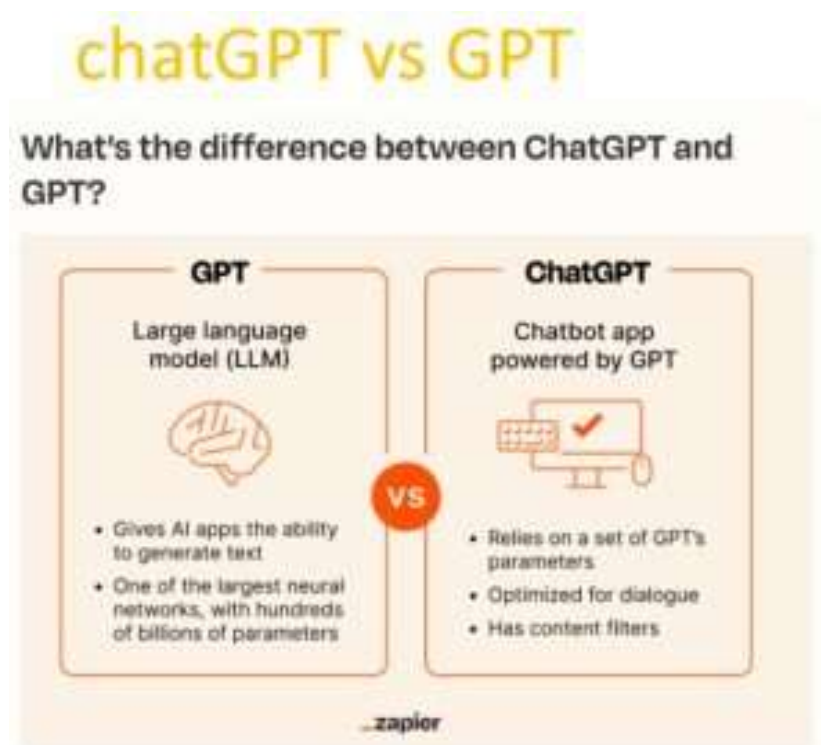 chatGPT vs GPT
What's the difference between ChatGPT and
GPT?
GPT
Large language
model (LLM)
• Gives AI apps the ability
to generate text
• One of the largest neural
networks, with hundreds
of billions of parameters
VS
ChatGPT
Chatbot app
powered by GPT
• Relies on a set of GPT's
parameters
• Optimized for dialogue
• Has content filters
_zapier